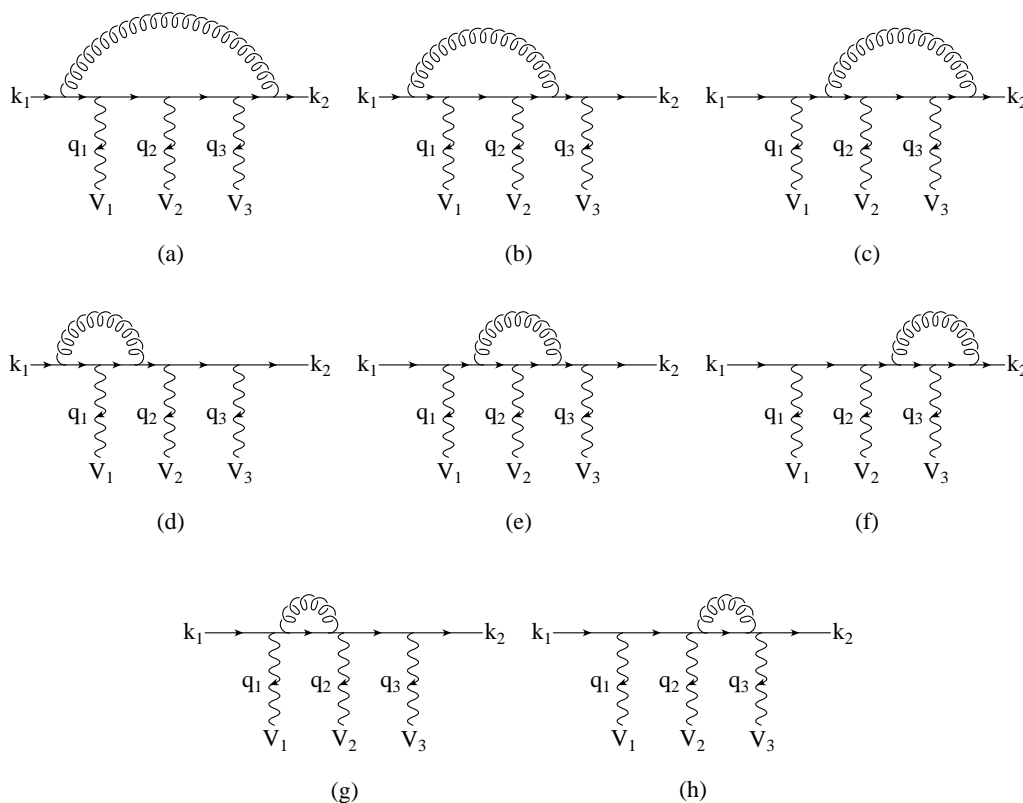 k1 k2 k1 k2 k1 k2
q1 q2 q3 q1 q2 q3 q1 q2 q3
V1 V2 V3 V1 V2 V3 V1 V2 V3
(a) (b) (c)
k1 k2 k1 k2 k1 k2
q1 q2 q3 q1 q2 q3 q1 q2 q3
V1 V2 V3 V1 V2 V3 V1 V2 V3
(d) (e) (f)
k1 k2 k1 k2
q1 q2 q3 q1 q2 q3
V1 V2 V3 V1 V2 V3
(g) (h)